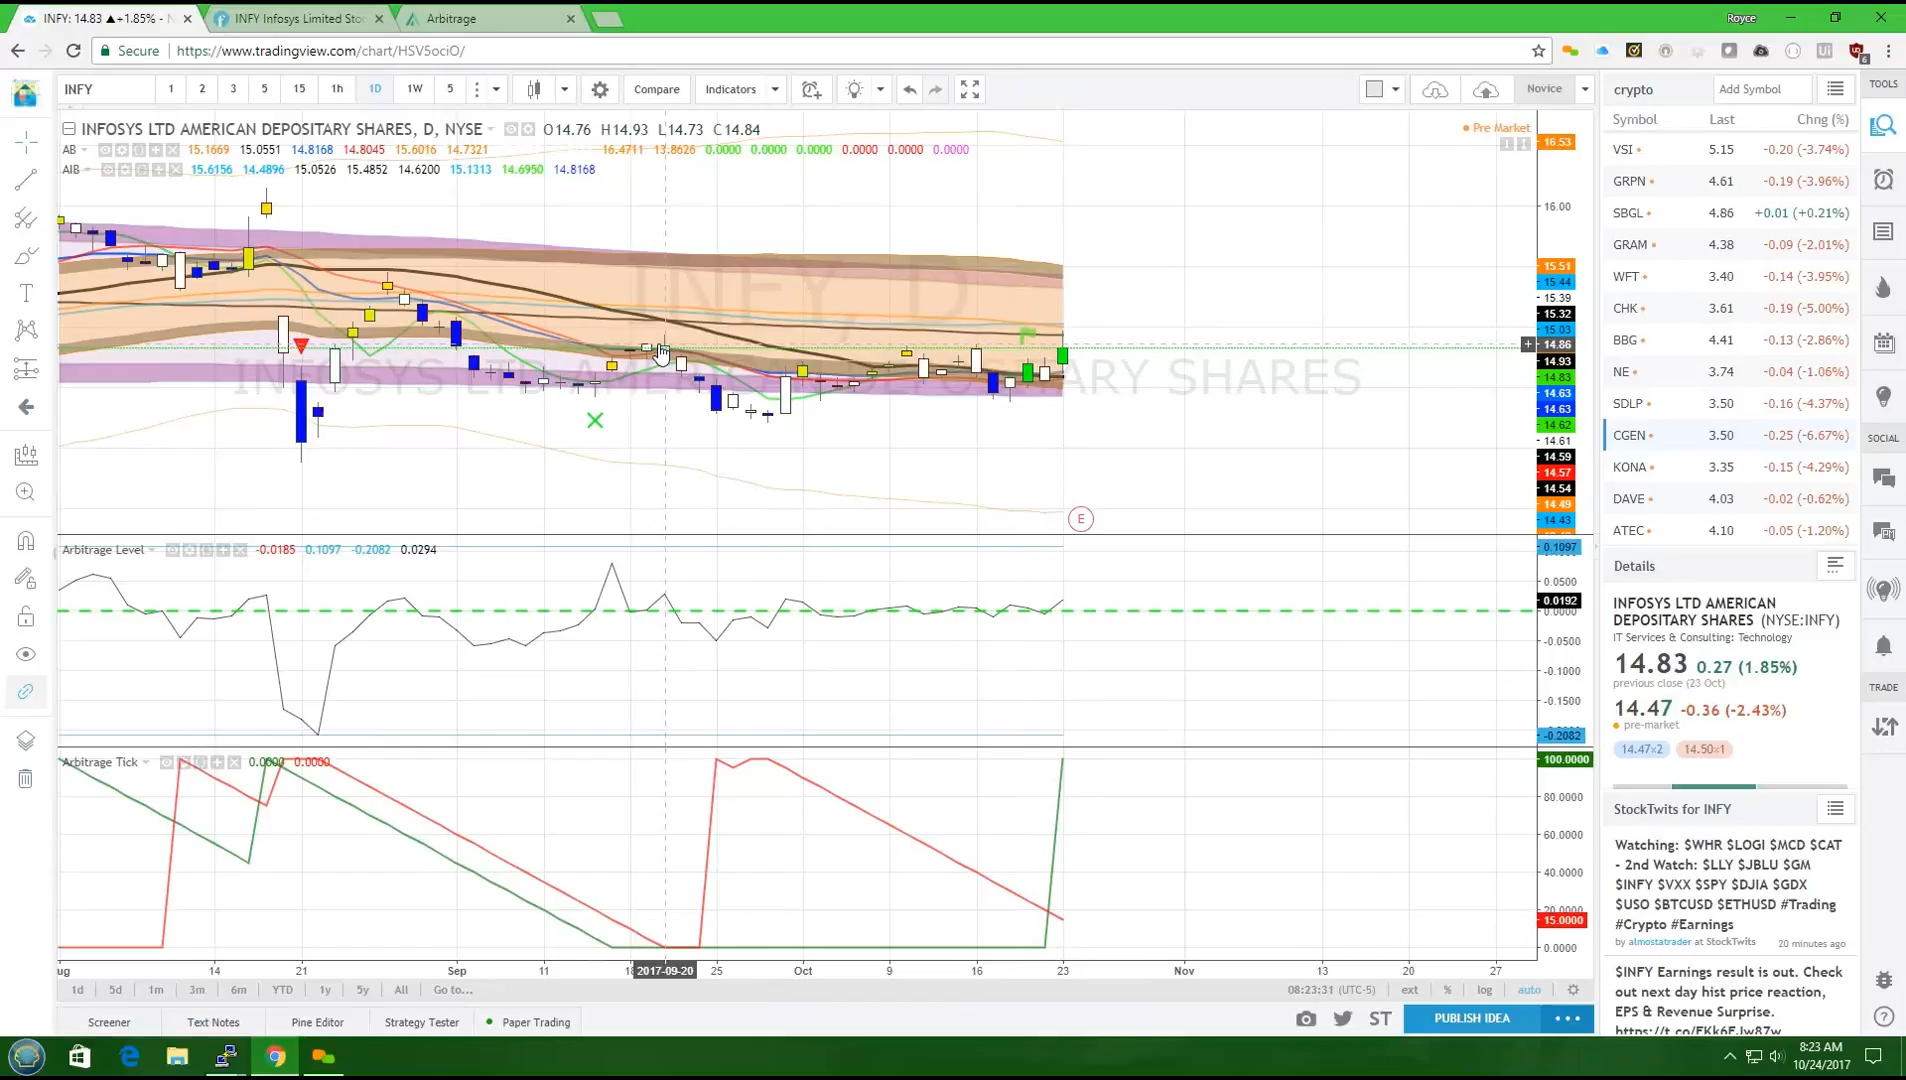 INFY: 14.83 ▲+1.85% - N
INFY Infosys Limited Sto
Arbitrage
Royce
Secure
https://www.tradingview.com/chart/HSV5ociO/
INFY
1 2 3 5 15 1h 1D 1W 5
Compare
Indicators
Novice
INFOSYS LTD AMERICAN DEPOSITARY SHARES, D, NYSE
O14.76 H14.93 L14.73 C14.84
AB
15.1669 15.0551 14.8168 14.8045 15.6016 14.7321 16.4711 13.8626 0.0000 0.0000 0.0000 0.0000 0.0000 0.0000
AIB
15.6156 14.4896 15.0526 15.4852 14.6200 15.1313 14.6950 14.8168
Pre Market
INFY, D
INFOSYS LTD AMERICAN DEPOSITARY SHARES
E
16.53
16.00
15.51
15.44
15.39
15.32
15.03
14.86
14.93
14.83
14.63
14.63
14.62
14.61
14.59
14.57
14.54
14.49
14.43
Arbitrage Level
-0.0185 0.1097 -0.2082 0.0294
0.1097
0.0500
0.0192
0.0000
-0.0500
-0.1000
-0.1500
-0.2082
Arbitrage Tick
0.0000 0.0000
100.0000
80.0000
60.0000
40.0000
20.0000
15.0000
0.0000
ug 14 21 Sep 11 18 2017-09-20 25 Oct 9 16 23 Nov 13 20 27
1d 5d 1m 3m 6m YTD 1y 5y All Go to...
08:23:31 (UTC-5) ext % log auto
Screener Text Notes Pine Editor Strategy Tester Paper Trading
ST
PUBLISH IDEA
crypto
Add Symbol
Symbol Last Chng (%)
VSI 5.15 -0.20 (-3.74%)
GRPN 4.61 -0.19 (-3.96%)
SBGL 4.86 +0.01 (+0.21%)
GRAM 4.38 -0.09 (-2.01%)
WFT 3.40 -0.14 (-3.95%)
CHK 3.61 -0.19 (-5.00%)
BBG 4.41 -0.13 (-2.86%)
NE 3.74 -0.04 (-1.06%)
SDLP 3.50 -0.16 (-4.37%)
CGEN 3.50 -0.25 (-6.67%)
KONA 3.35 -0.15 (-4.29%)
DAVE 4.03 -0.02 (-0.62%)
ATEC 4.10 -0.05 (-1.20%)
Details
INFOSYS LTD AMERICAN
DEPOSITARY SHARES (NYSE:INFY)
IT Services & Consulting: Technology
14.83 0.27 (1.85%)
previous close (23 Oct)
14.47 -0.36 (-2.43%)
pre-market
14.47×2 14.50×1
StockTwits for INFY
Watching: $WHR $LOGI $MCD $CAT
- 2nd Watch: $LLY $JBLU $GM
$INFY $VXX $SPY $DJIA $GDX
$USO $BTCUSD $ETHUSD #Trading
#Crypto #Earnings
by almostatrader at StockTwits 20 minutes ago
$INFY Earnings result is out. Check
out next day hist price reaction,
EPS & Revenue Surprise.
TOOLS
SOCIAL
TRADE
8:23 AM
10/24/2017